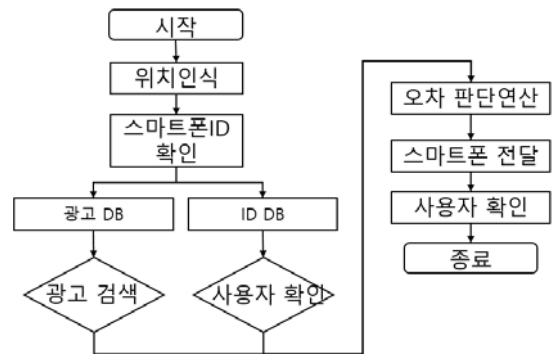 시작
위치인식
스마트폰ID
확인
광고 DB
ID DB
광고 검색
사용자 확인
오차 판단연산
스마트폰 전달
사용자 확인
종료